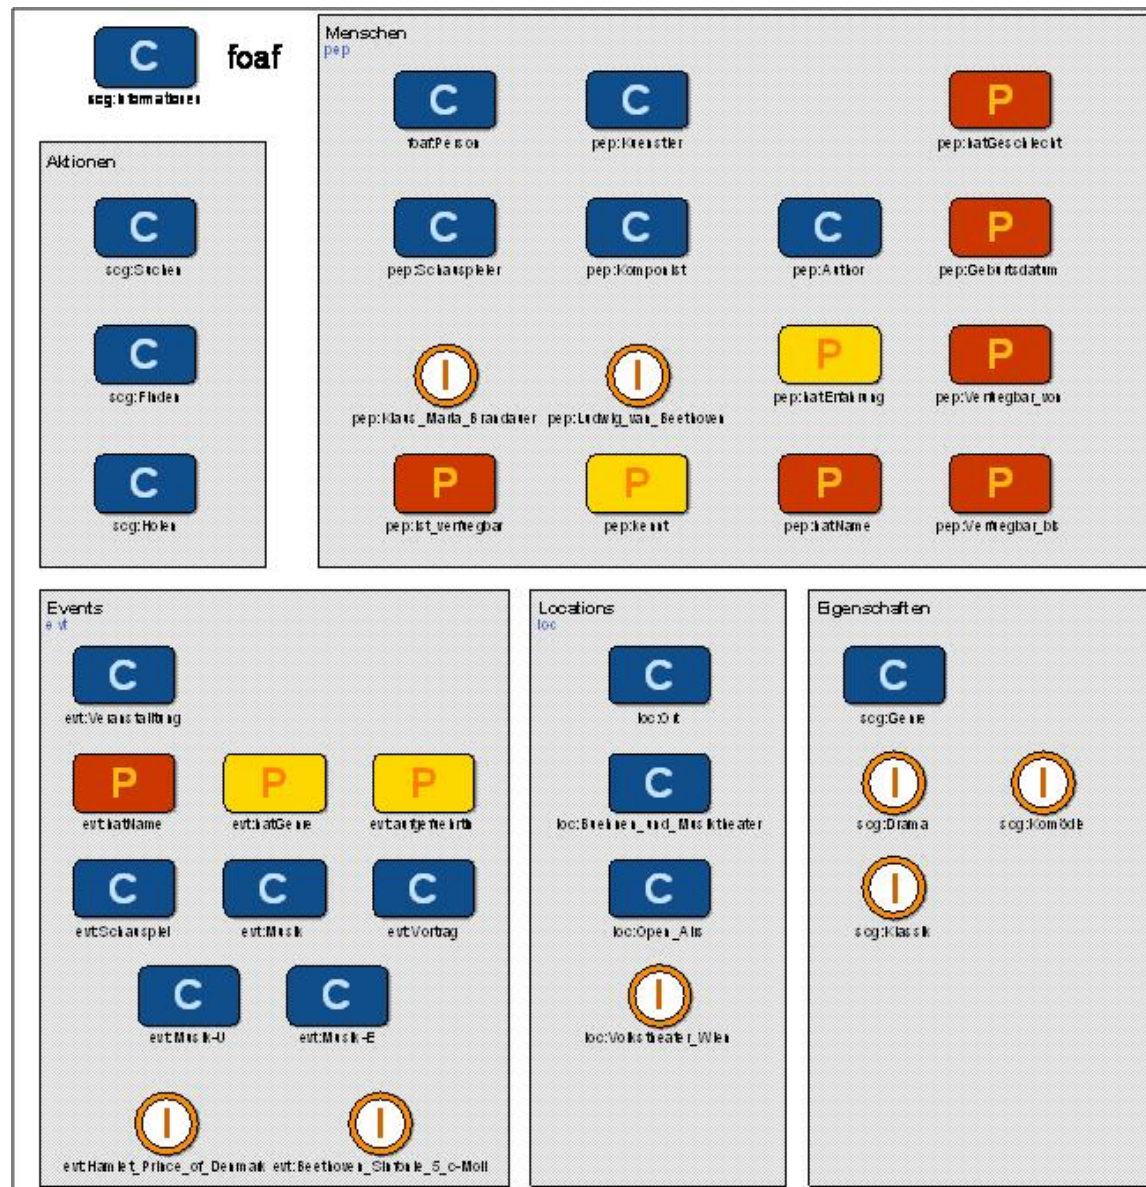 C foaf
scg:Informationen
Menschen
pep
C C P
foaf:Person pep:Kuenstler pep:hatGeschlecht
Aktionen
C
scg:Suchen
C C C P
pep:Schauspieler pep:Komponist pep:Author pep:Geburtsdatum
C
scg:Finden
I I P P
pep:Klaus_Maria_Brandauer pep:Ludwig_van_Beethoven pep:hatErfahrung pep:Verfuegbar_von
C
scg:Holen
P P P P
pep:Ist_verfuegbar pep:kennt pep:hatName pep:Verfuegbar_bis
Events
evt
C
evt:Veranstaltung
P P P
evt:hatName evt:hatGenre
C C C
evt:Schauspiel evt:Musik evt:Vortrag
C C
evt:Musik-U evt:Musik-E
I I
evt:Hamlet_Prince_of_Denmark evt:Beethoven_Sinfonie_5_c-Moll
Locations
loc
C
loc:Ort
C
loc:Buehnen_und_Musiktheater
C
loc:Open_Airs
I
loc:Volkstheater_Wien
Eigenschaften
C
scg:Genre
I I
scg:Drama scg:Komödie
I
scg:Klassik